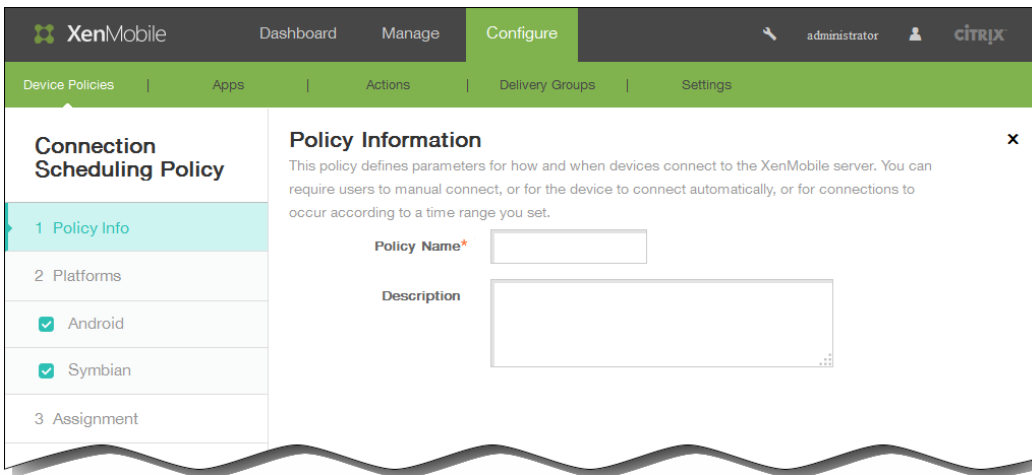 XenMobile Dashboard Manage Configure administrator CİTRIX
Device Policies | Apps | Actions | Delivery Groups | Settings
Connection
Scheduling Policy
1 Policy Info
2 Platforms
Android
Symbian
3 Assignment
Policy Information
This policy defines parameters for how and when devices connect to the XenMobile server. You can
require users to manual connect, or for the device to connect automatically, or for connections to
occur according to a time range you set.
Policy Name*
Description